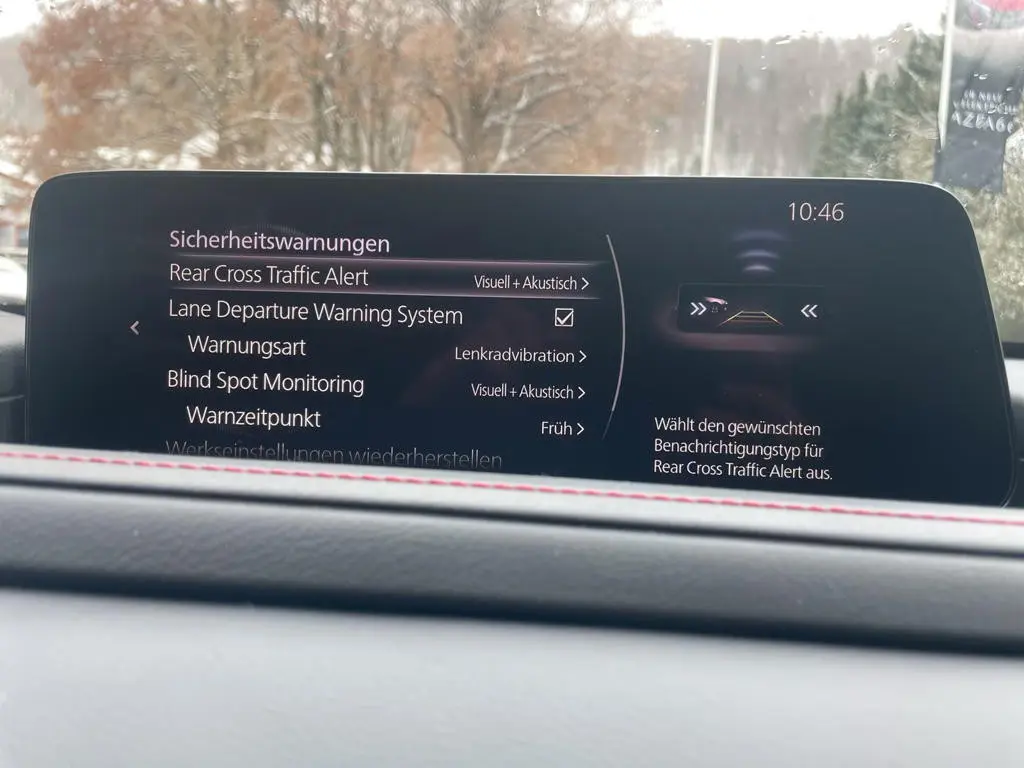 10:46
Sicherheitswarnungen
Rear Cross Traffic Alert Visuell + Akustisch >
Lane Departure Warning System
Warnungsart Lenkradvibration >
Blind Spot Monitoring Visuell + Akustisch >
Warnzeitpunkt Früh >
Werkseinstellungen wiederherstellen
Wählt den gewünschten
Benachrichtigungstyp für
Rear Cross Traffic Alert aus.